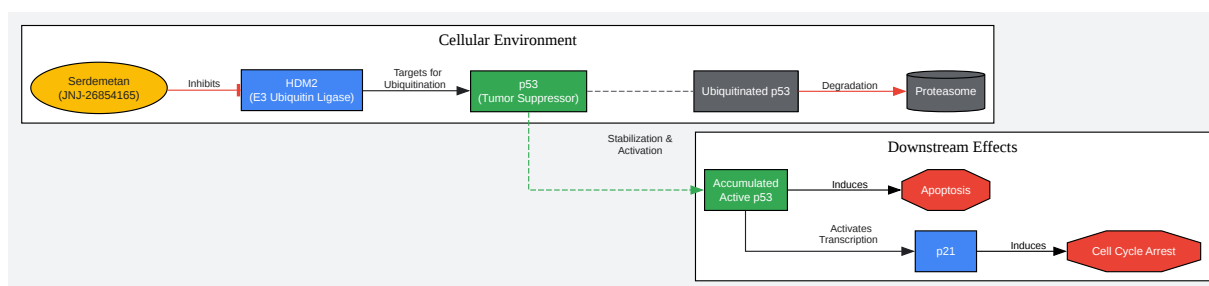 Cellular Environment
Serdemetan
(JNJ-26854165)
Inhibits
HDM2
(E3 Ubiquitin Ligase)
Targets for
Ubiquitination
p53
(Tumor Suppressor)
Ubiquitinated p53
Degradation
Proteasome
Stabilization &
Activation
Downstream Effects
Accumulated
Active p53
Induces
Apoptosis
Activates
Transcription
p21
Induces
Cell Cycle Arrest